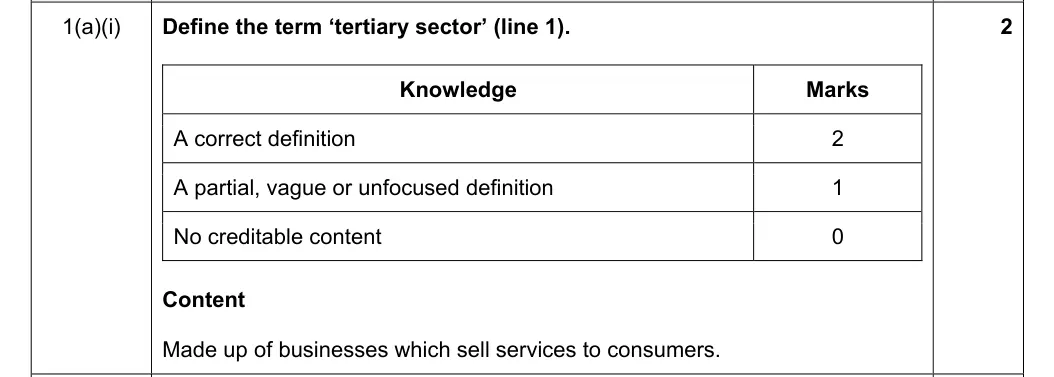 1(a)(i) Define the term ‘tertiary sector’ (line 1). 2
Knowledge Marks
A correct definition 2
A partial, vague or unfocused definition 1
No creditable content 0
Content
Made up of businesses which sell services to consumers.